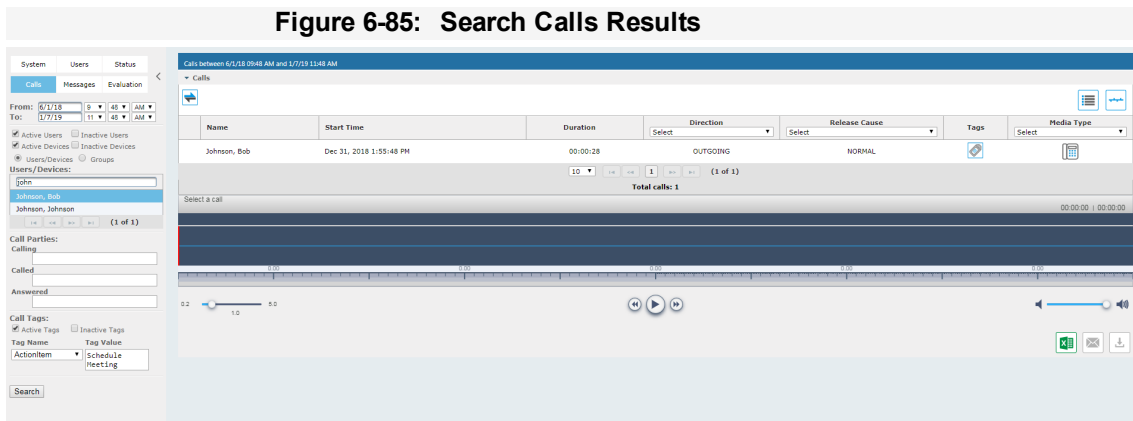 Figure 6-85: Search Calls Results
System Users Status
Calls Messages Evaluation
From: 6/1/18 9 48 AM
To: 1/7/19 11 48 AM
Active Users Inactive Users
Active Devices Inactive Devices
Users/Devices Groups
Users/Devices:
john
Johnson, Bob
Johnson, Johnson
(1 of 1)
Call Parties:
Calling
Called
Answered
Call Tags:
Active Tags Inactive Tags
Tag Name Tag Value
ActionItem Schedule
Meeting
Search
Calls between 6/1/18 09:48 AM and 1/7/19 11:48 AM
Calls
Name Start Time Duration Direction Release Cause Tags Media Type
Select Select Select
Johnson, Bob Dec 31, 2018 1:55:48 PM 00:00:28 OUTGOING NORMAL
10 1 (1 of 1)
Total calls: 1
Select a call
00:00:00 | 00:00:00
0.00 0.00 0.00 0.00 0.00
0.2 5.0
1.0